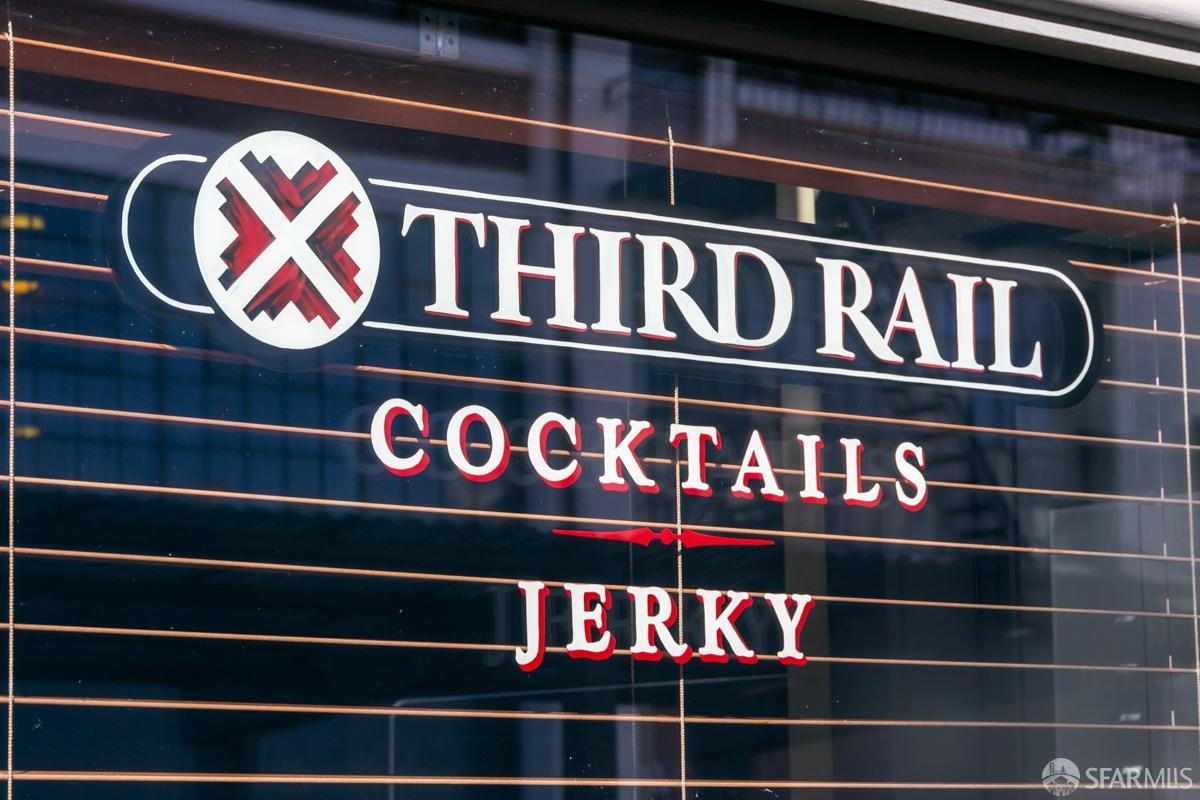 THIRD RAIL
COCKTAILS
JERKY
SFARMLS